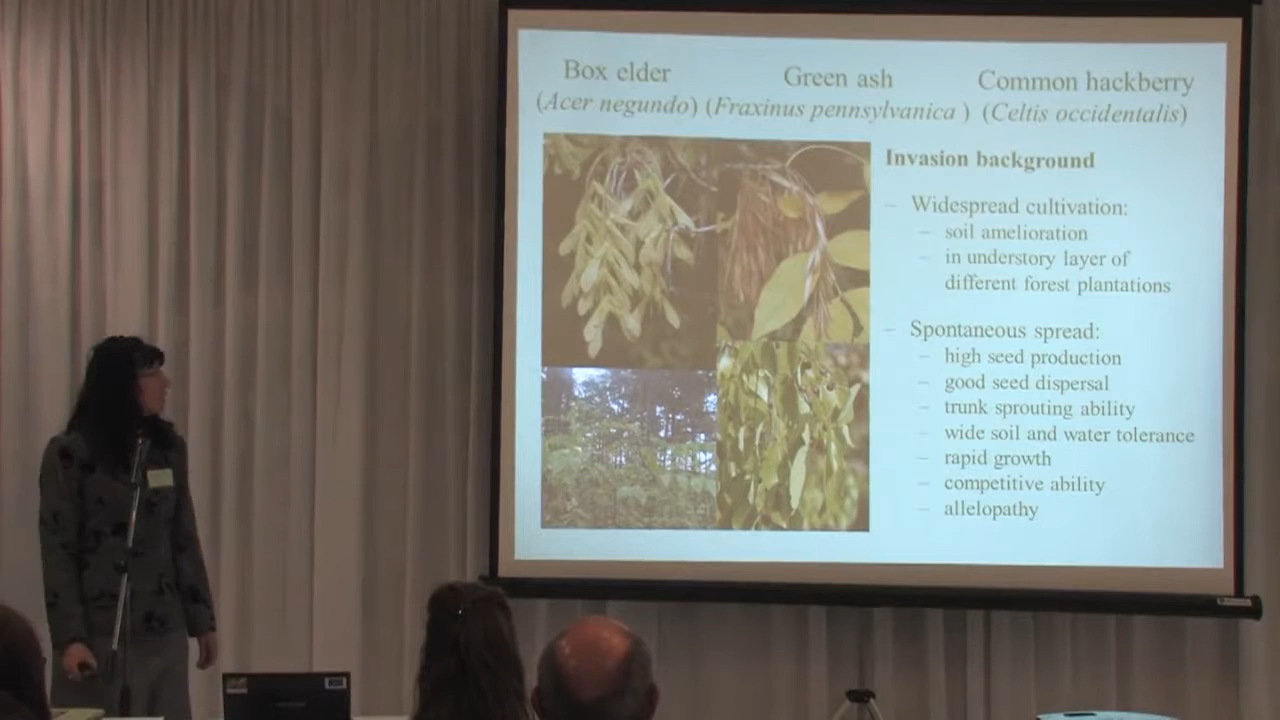 Box elder Green ash Common hackberry
(Acer negundo) (Fraxinus pennsylvanica ) (Celtis occidentalis)
Invasion background
– Widespread cultivation:
– soil amelioration
– in understory layer of
different forest plantations
– Spontaneous spread:
– high seed production
– good seed dispersal
– trunk sprouting ability
– wide soil and water tolerance
– rapid growth
– competitive ability
– allelopathy